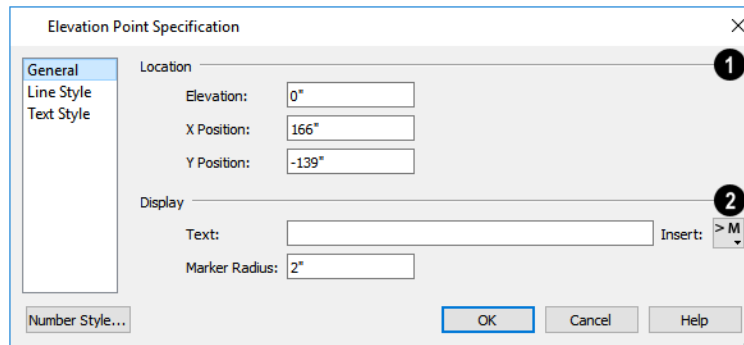 Elevation Point Specification
General
Line Style
Text Style
Location
1
Elevation: 0"
X Position: 166"
Y Position: -139"
Display
2
Text: Insert: > M
Marker Radius: 2"
Number Style... OK Cancel Help